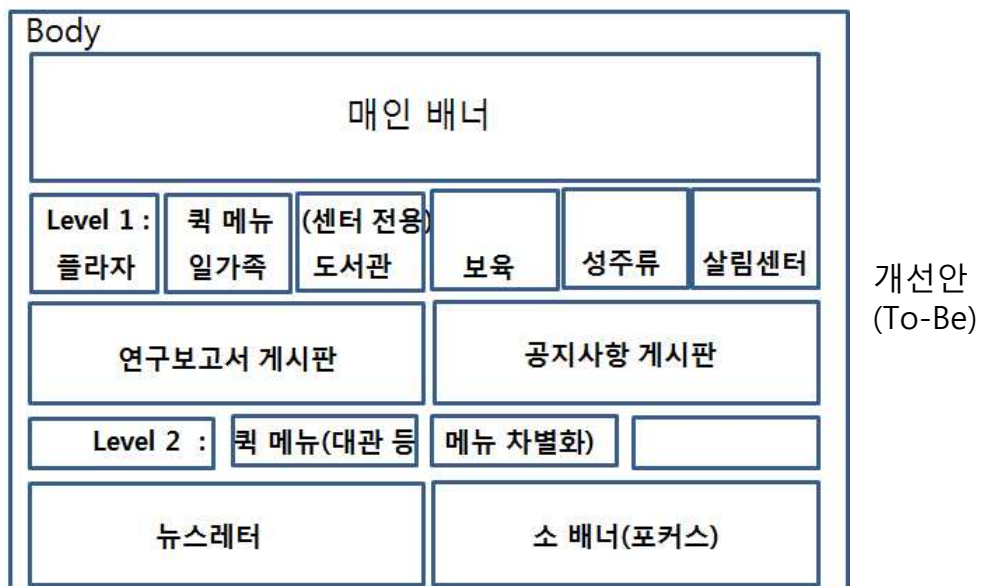 Body
매인 배너
Level 1 : 퀵 메뉴 (센터 전용)
플라자 일가족 도서관 보육 성주류 살림센터
개선안
(To-Be)
연구보고서 게시판 공지사항 게시판
Level 2 : 퀵 메뉴(대관 등 메뉴 차별화)
뉴스레터 소 배너(포커스)